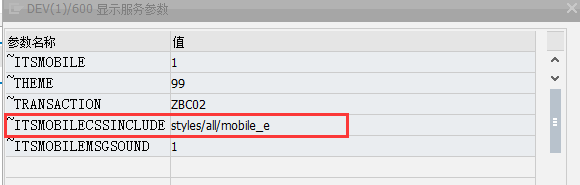 DEV(1)/600 显示服务参数
参数名称 值
~ITSMOBILE 1
~THEME 99
~TRANSACTION ZBC02
~ITSMOBILECSSINCLUDE styles/all/mobile_e
~ITSMOBILEMSGSOUND 1